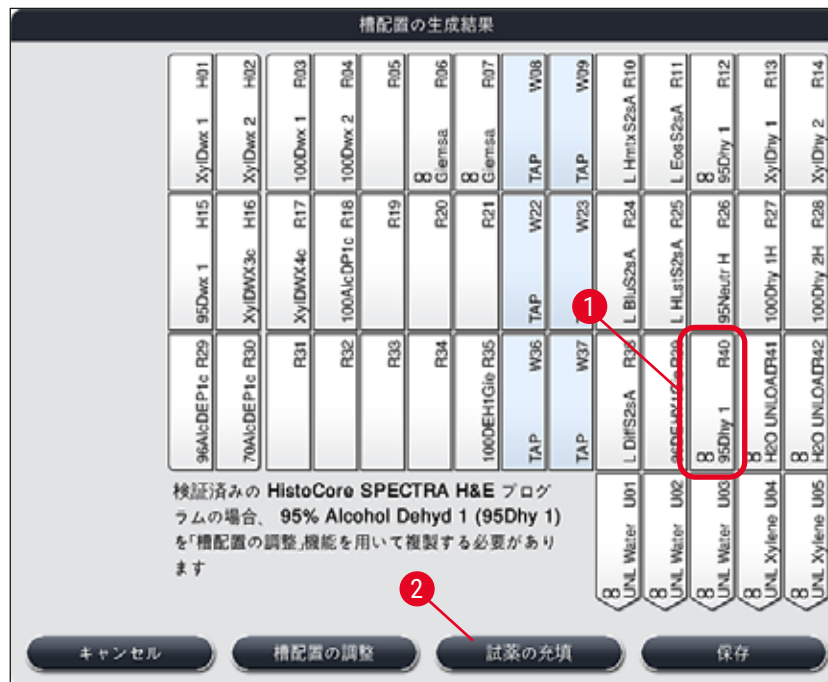 槽配置の生成結果
XylDwx 1 H01
XylDwx 2 H02
100Dwx 1 R03
100Dwx 2 R04
R05
∞ Giemsa R06
∞ Giemsa R07
TAP W08
TAP W09
L HmtxS2sA R10
L EosS2sA R11
∞ 95Dhy 1 R12
XylDhy 1 R13
XylDhy 2 R14
95Dwx 1 H15
XylDWX3c H16
XylDWX4c R17
100AlcDP1c R18
R19
R20
R21
TAP W22
TAP W23
L BluS2sA R24
L HLstS2sA R25
95Neutr H R26
100Dhy 1H R27
100Dhy 2H R28
96AlcDEP1c R29
70AlcDEP1c R30
R31
R32
R33
R34
100DEH1Gie R35
TAP W36
TAP W37
L DiffS2sA R38
R39
∞ 95Dhy 1 R40
∞ H2O UNLOAD R41
∞ H2O UNLOAD R42
∞ UNL Water U01
∞ UNL Water U02
∞ UNL Water U03
∞ UNL Xylene U04
∞ UNL Xylene U05
1
検証済みの HistoCore SPECTRA H&E プログ
ラムの場合、 95% Alcohol Dehyd 1 (95Dhy 1)
を「槽配置の調整」機能を用いて複製する必要があり
ます
2
キャンセル
槽配置の調整
試薬の充填
保存